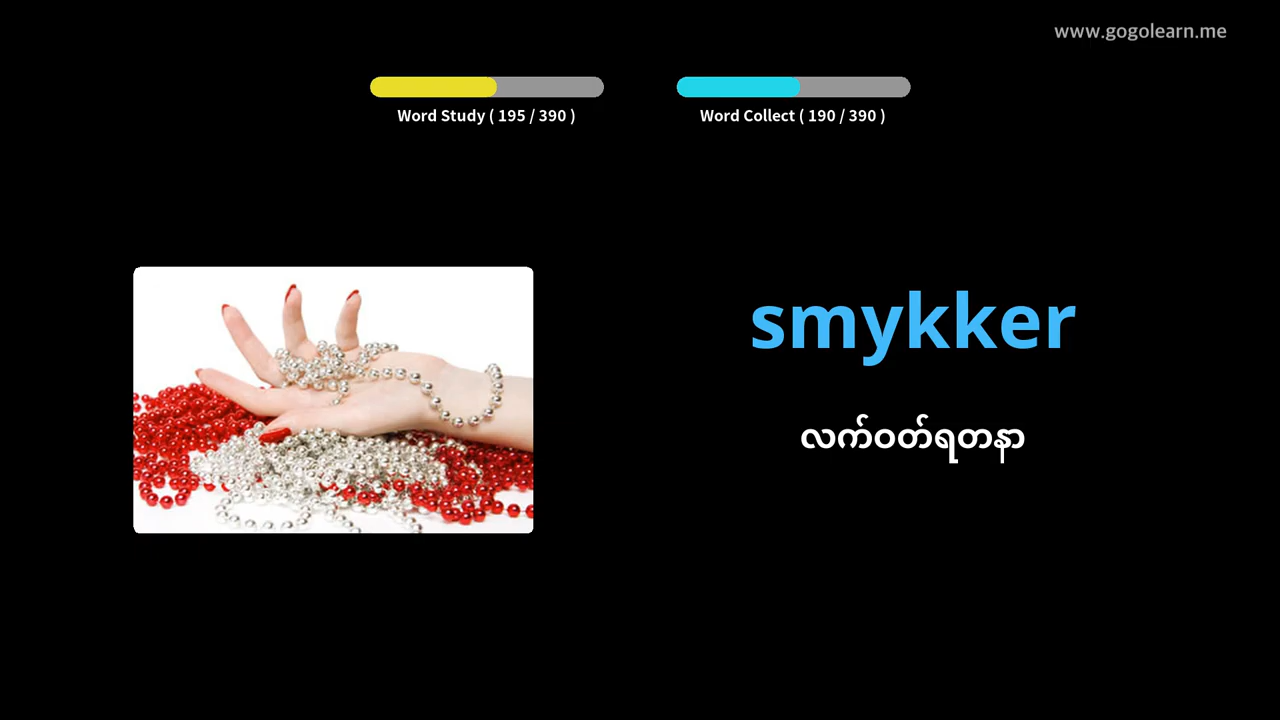 www.gogolearn.me
Word Study ( 195 / 390 )
Word Collect ( 190 / 390 )
smykker
လက်ဝတ်ရတနာ